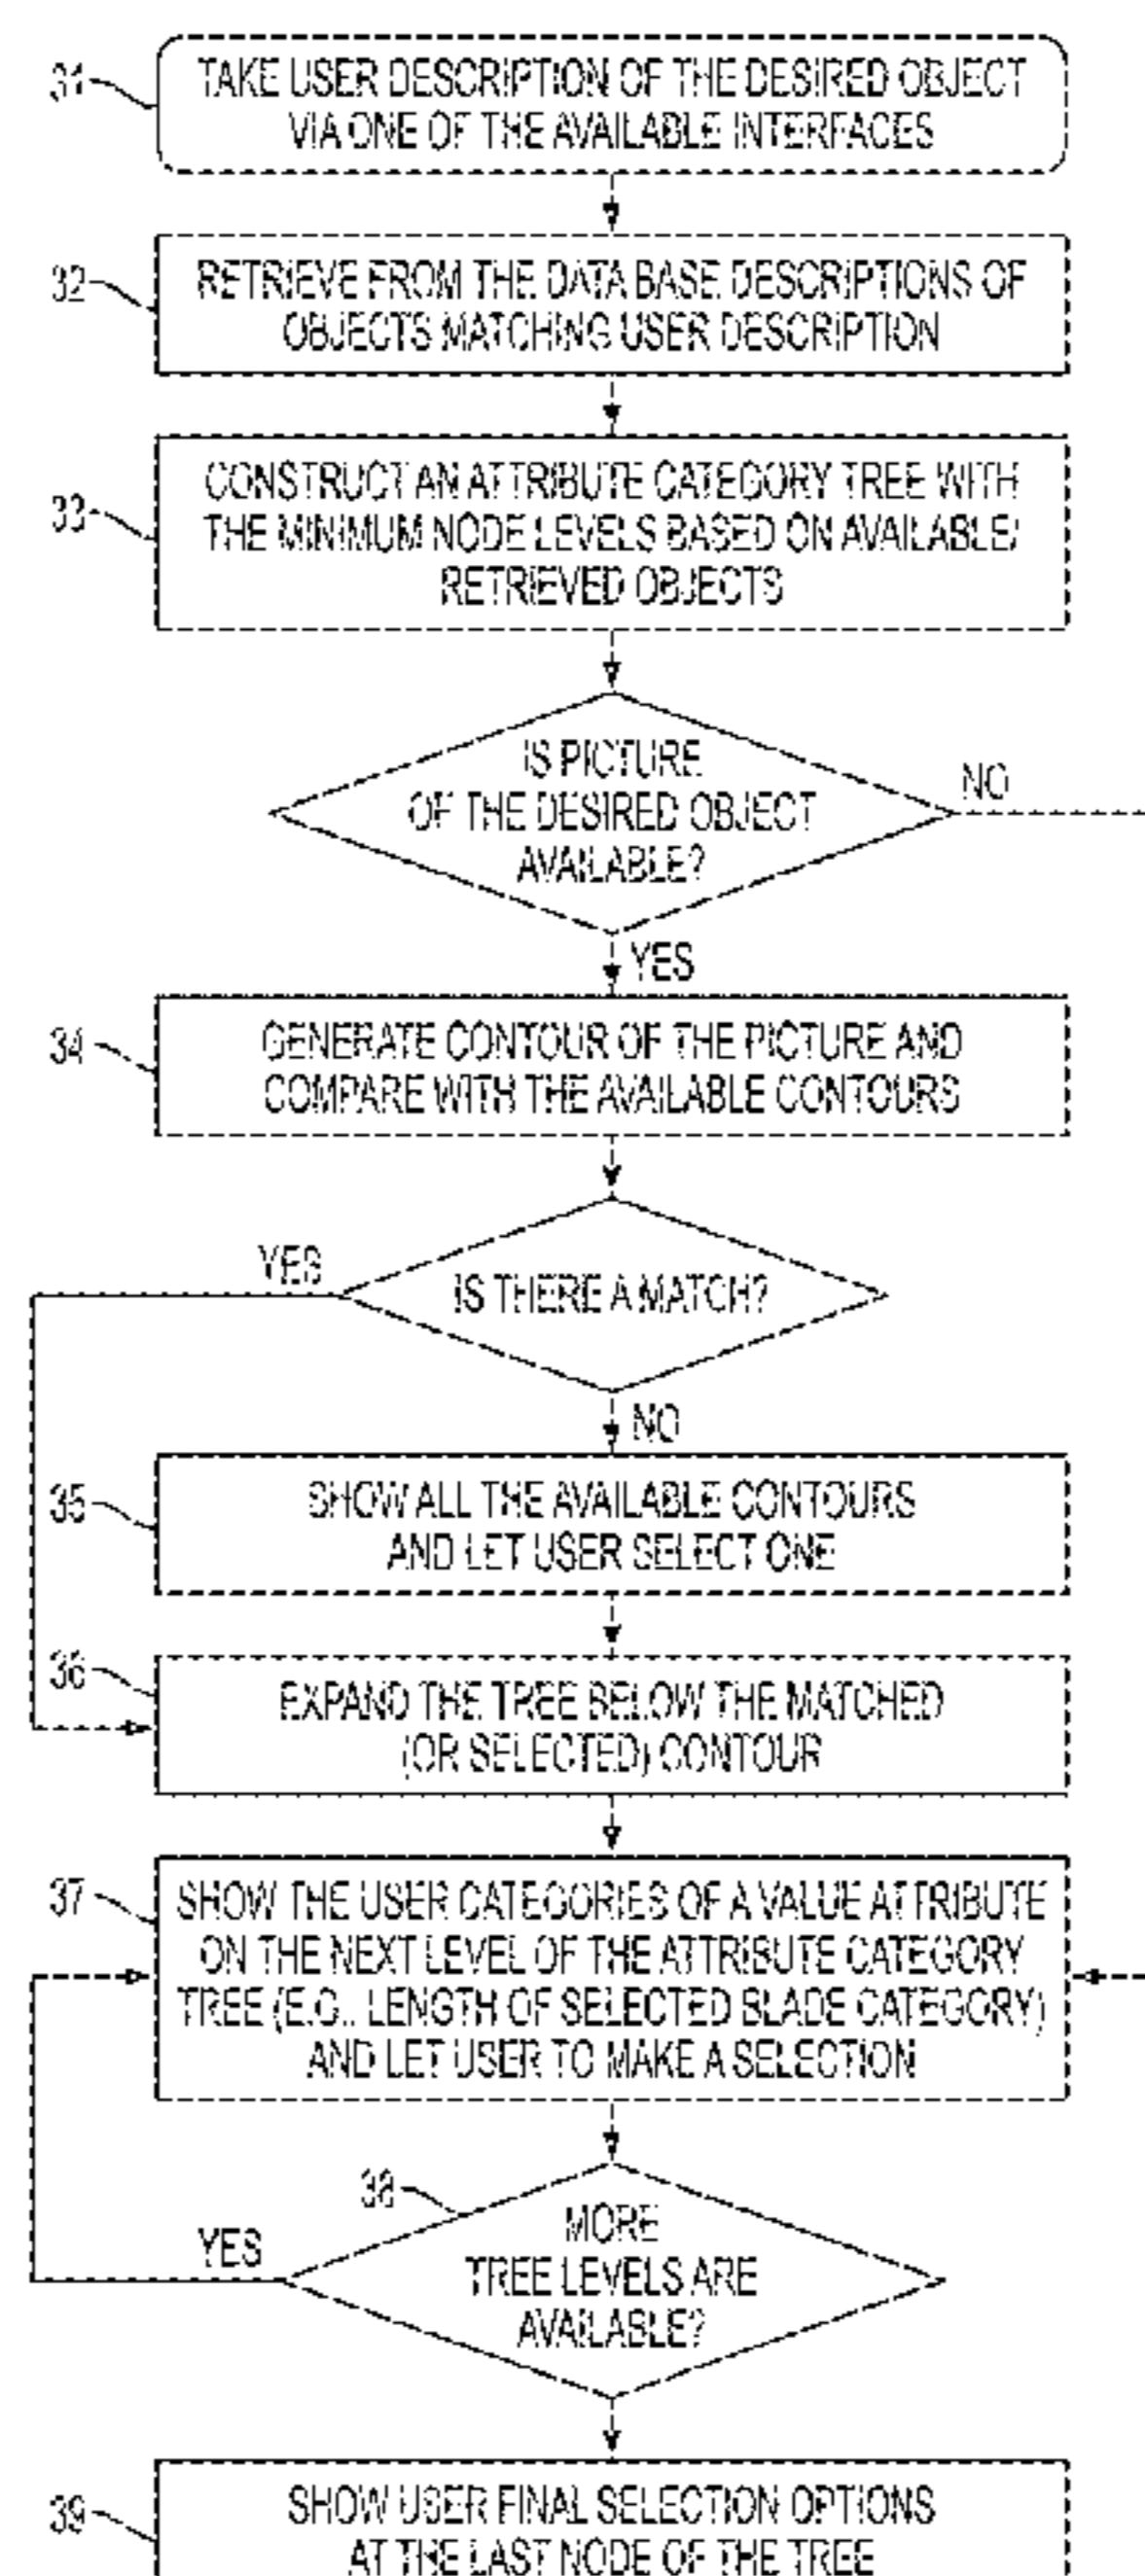 31
TAKE USER DESCRIPTION OF THE DESIRED OBJECT
VIA ONE OF THE AVAILABLE INTERFACES
32
RETRIEVE FROM THE DATA BASE DESCRIPTIONS OF
OBJECTS MATCHING USER DESCRIPTION
33
CONSTRUCT AN ATTRIBUTE CATEGORY TREE WITH
THE MINIMUM NODE LEVELS BASED ON AVAILABLE/
RETRIEVED OBJECTS
IS PICTURE
OF THE DESIRED OBJECT
AVAILABLE?
NO
YES
34
GENERATE CONTOUR OF THE PICTURE AND
COMPARE WITH THE AVAILABLE CONTOURS
YES
IS THERE A MATCH?
NO
35
SHOW ALL THE AVAILABLE CONTOURS
AND LET USER SELECT ONE
36
EXPAND THE TREE BELOW THE MATCHED
(OR SELECTED) CONTOUR
37
SHOW THE USER CATEGORIES OF A VALUE ATTRIBUTE
ON THE NEXT LEVEL OF THE ATTRIBUTE CATEGORY
TREE (E.G., LENGTH OF SELECTED BLADE CATEGORY)
AND LET USER TO MAKE A SELECTION
38
YES
MORE
TREE LEVELS ARE
AVAILABLE?
39
SHOW USER FINAL SELECTION OPTIONS
AT THE LAST NODE OF THE TREE